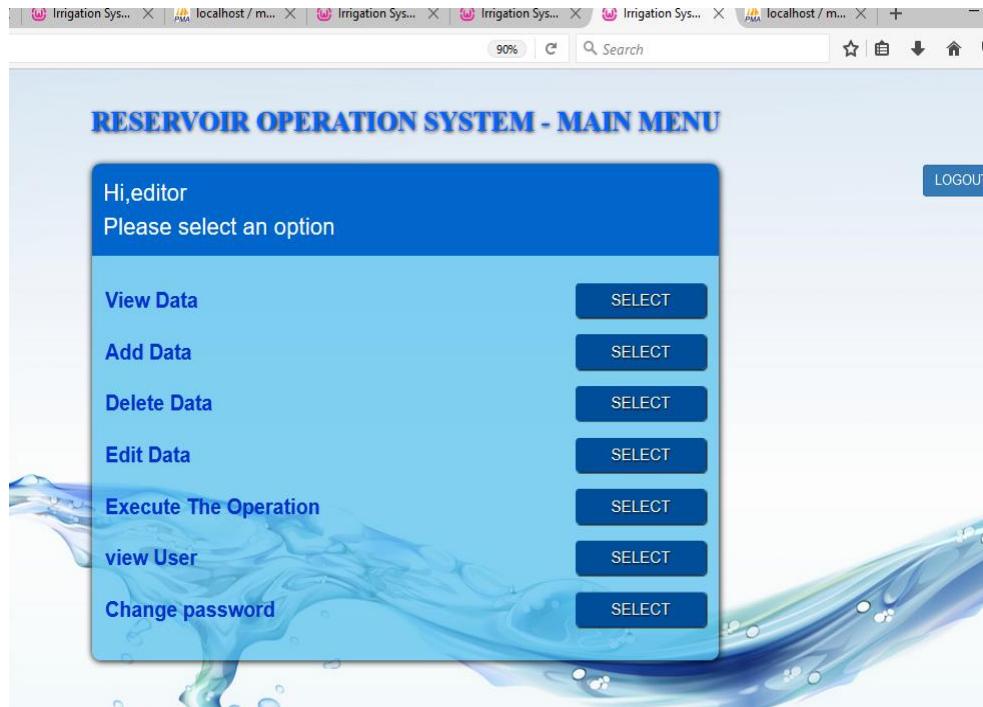 Irrigation Sys...
localhost / m...
Irrigation Sys...
Irrigation Sys...
Irrigation Sys...
localhost / m...
90%
Search
RESERVOIR OPERATION SYSTEM - MAIN MENU
LOGOUT
Hi,editor
Please select an option
View Data SELECT
Add Data SELECT
Delete Data SELECT
Edit Data SELECT
Execute The Operation SELECT
view User SELECT
Change password SELECT